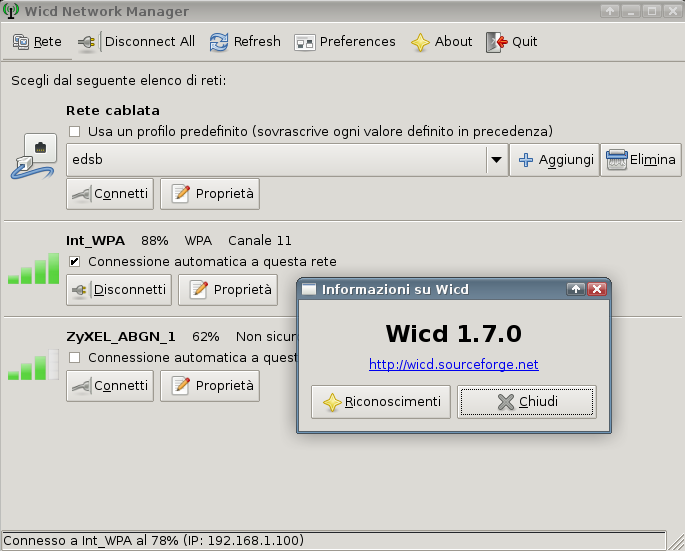 Wicd Network Manager
Rete Disconnect All Refresh Preferences About Quit
Scegli dal seguente elenco di reti:
Rete cablata
Usa un profilo predefinito (sovrascrive ogni valore definito in precedenza)
edsb Aggiungi Elimina
Connetti Proprietà
Int_WPA 88% WPA Canale 11
Connessione automatica a questa rete
Disconnetti Proprietà
ZyXEL_ABGN_1 62% Non sicur
Connessione automatica a quest
Connetti Proprietà
Informazioni su Wicd
Wicd 1.7.0
http://wicd.sourceforge.net
Riconoscimenti Chiudi
Connesso a Int_WPA al 78% (IP: 192.168.1.100)